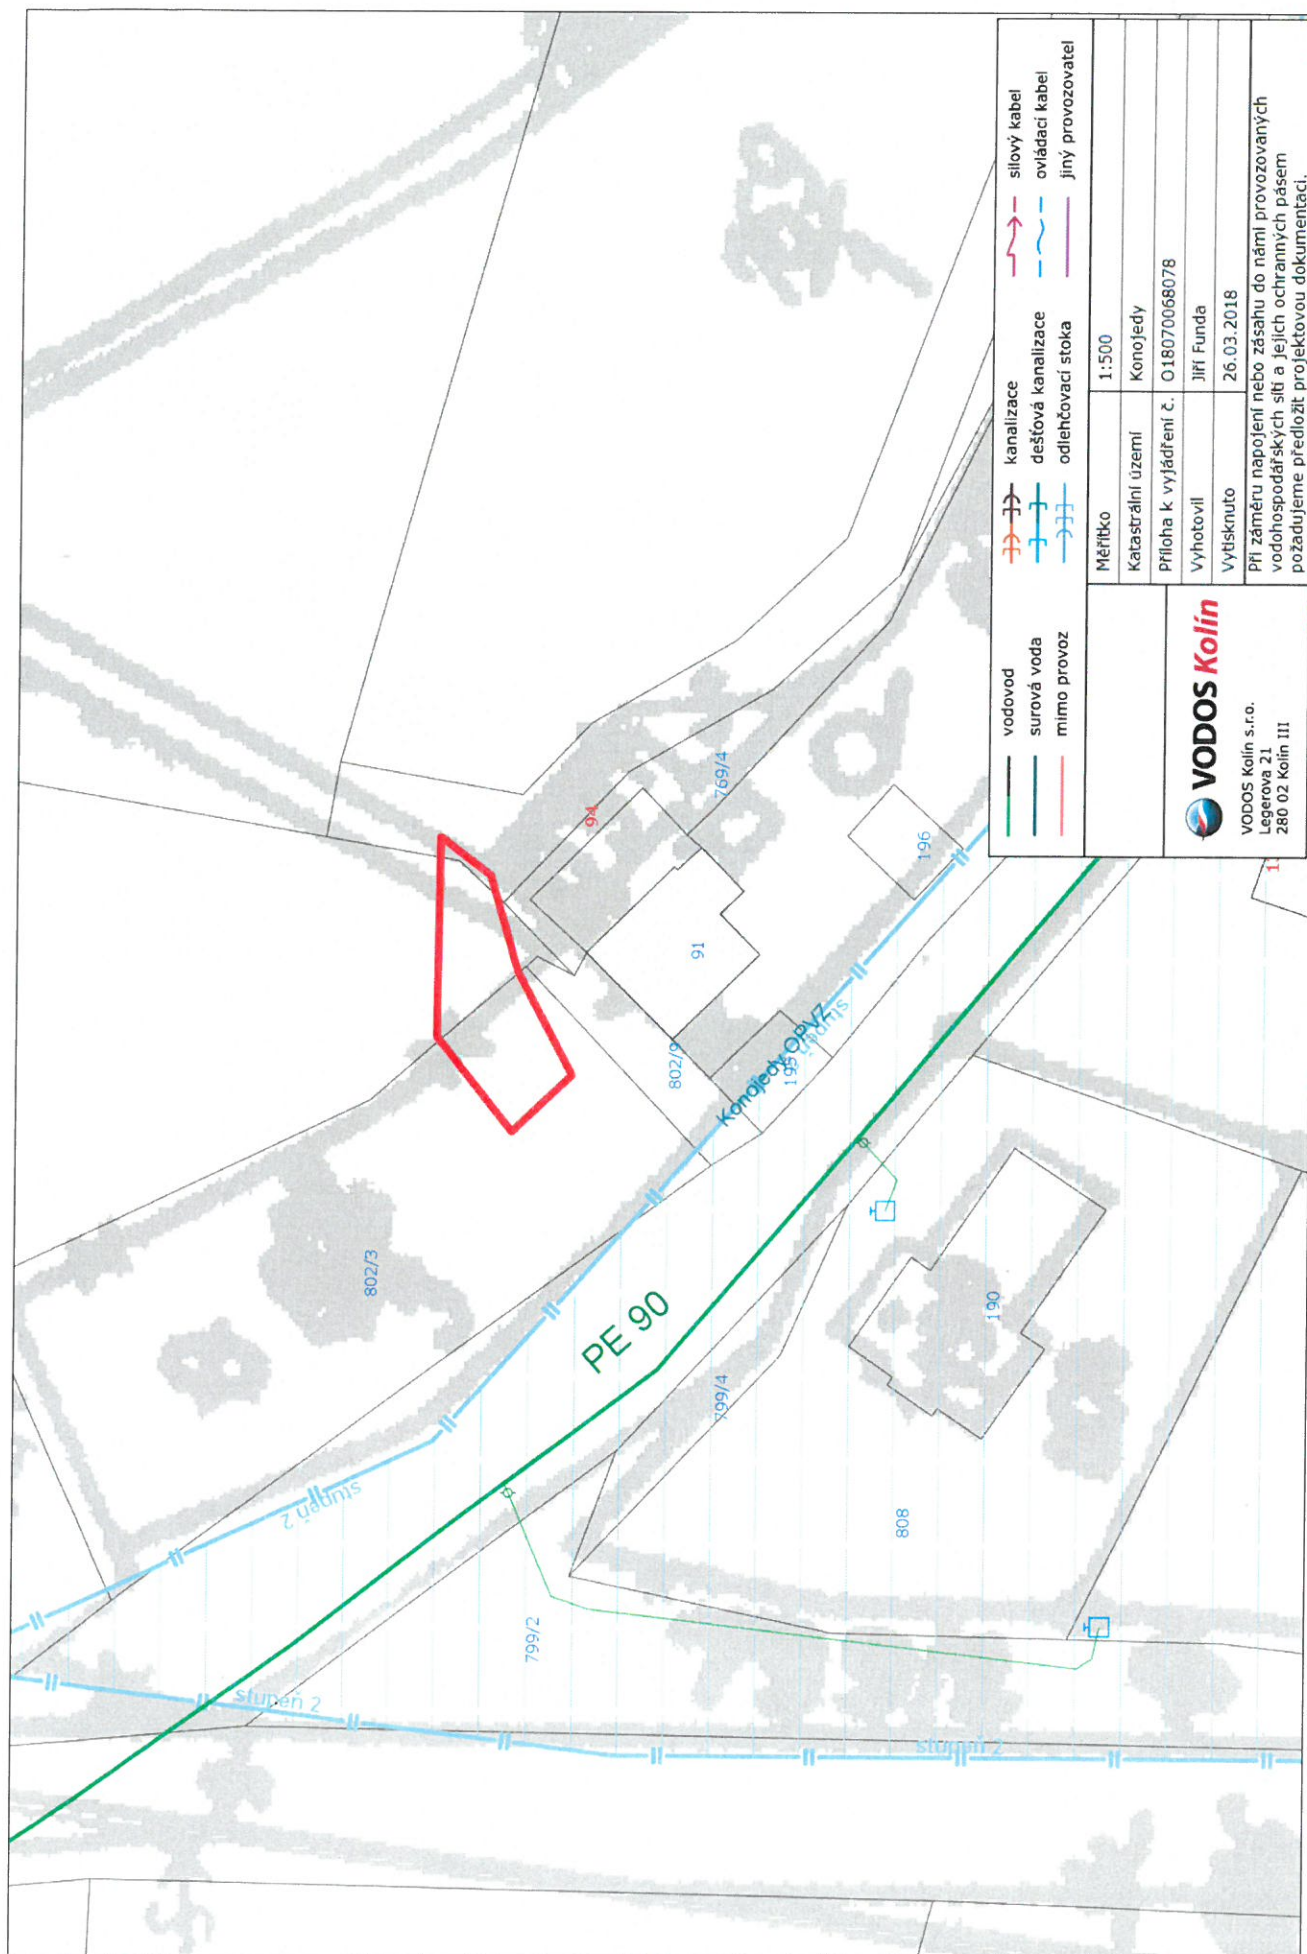 94
769/4
196
91
802/9
195
Konojedy OPVZ
stupeň
802/3
PE 90
799/4
190
808
stupeň 2
799/2
stupeň 2
stupeň 2
vodovod
surová voda
mimo provoz
kanalizace
dešťová kanalizace
odlehčovací stoka
silový kabel
ovládací kabel
jiný provozovatel
Měřítko 1:500
Katastrální území Konojedy
Příloha k vyjádření č. O18070068078
Vyhotovil Jiří Funda
Vytisknuto 26.03.2018
VODOS Kolín
VODOS Kolín s.r.o.
Legerova 21
280 02 Kolín III
Při záměru napojení nebo zásahu do námi provozovaných
vodohospodářských sítí a jejich ochranných pásem
požadujeme předložit projektovou dokumentaci.